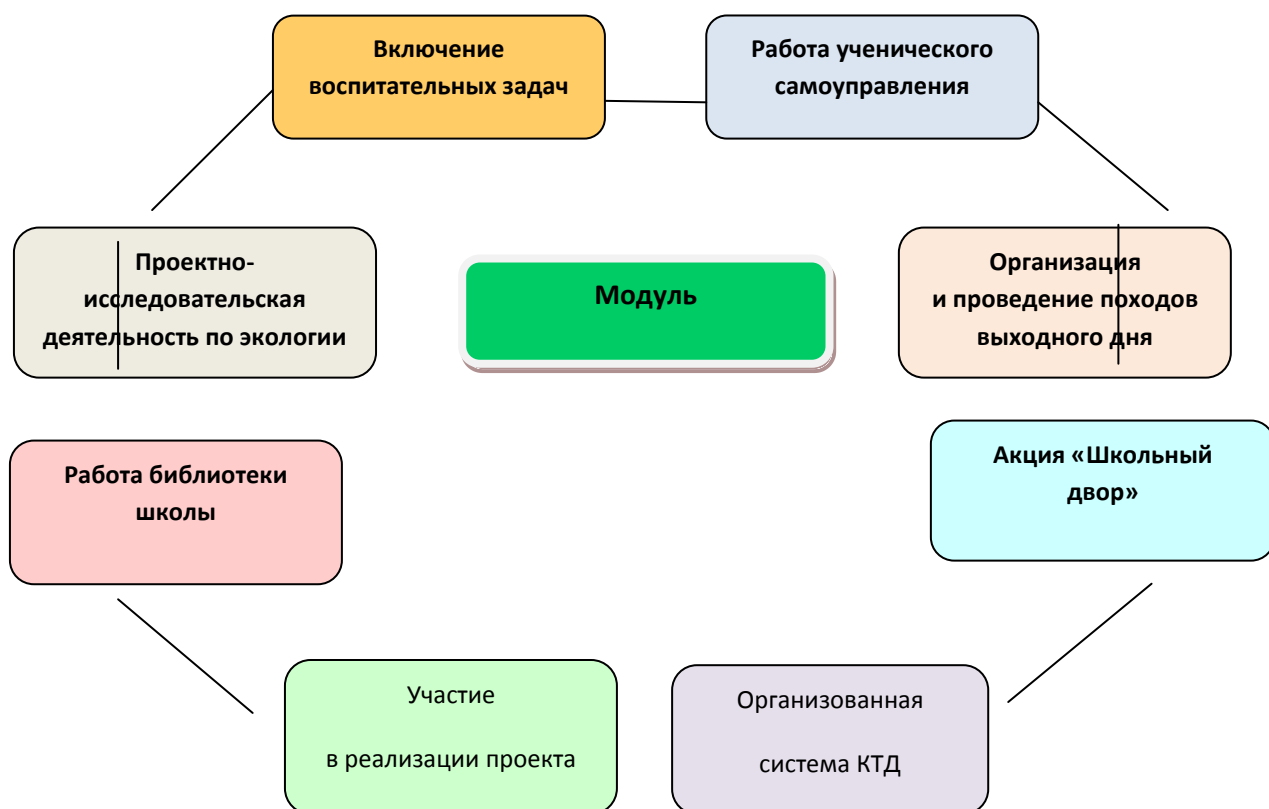 Включение
воспитательных задач
Работа ученического
самоуправления
Проектно-
исследовательская
деятельность по экологии
Модуль
Организация
и проведение походов
выходного дня
Работа библиотеки
школы
Акция «Школьный
двор»
Участие
в реализации проекта
Организованная
система КТД